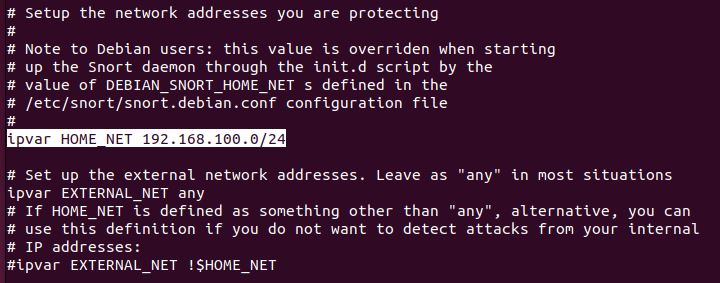 # Setup the network addresses you are protecting
#
# Note to Debian users: this value is overriden when starting
# up the Snort daemon through the init.d script by the
# value of DEBIAN_SNORT_HOME_NET s defined in the
# /etc/snort/snort.debian.conf configuration file
#
ipvar HOME_NET 192.168.100.0/24
# Set up the external network addresses. Leave as "any" in most situations
ipvar EXTERNAL_NET any
# If HOME_NET is defined as something other than "any", alternative, you can
# use this definition if you do not want to detect attacks from your internal
# IP addresses:
#ipvar EXTERNAL_NET !$HOME_NET